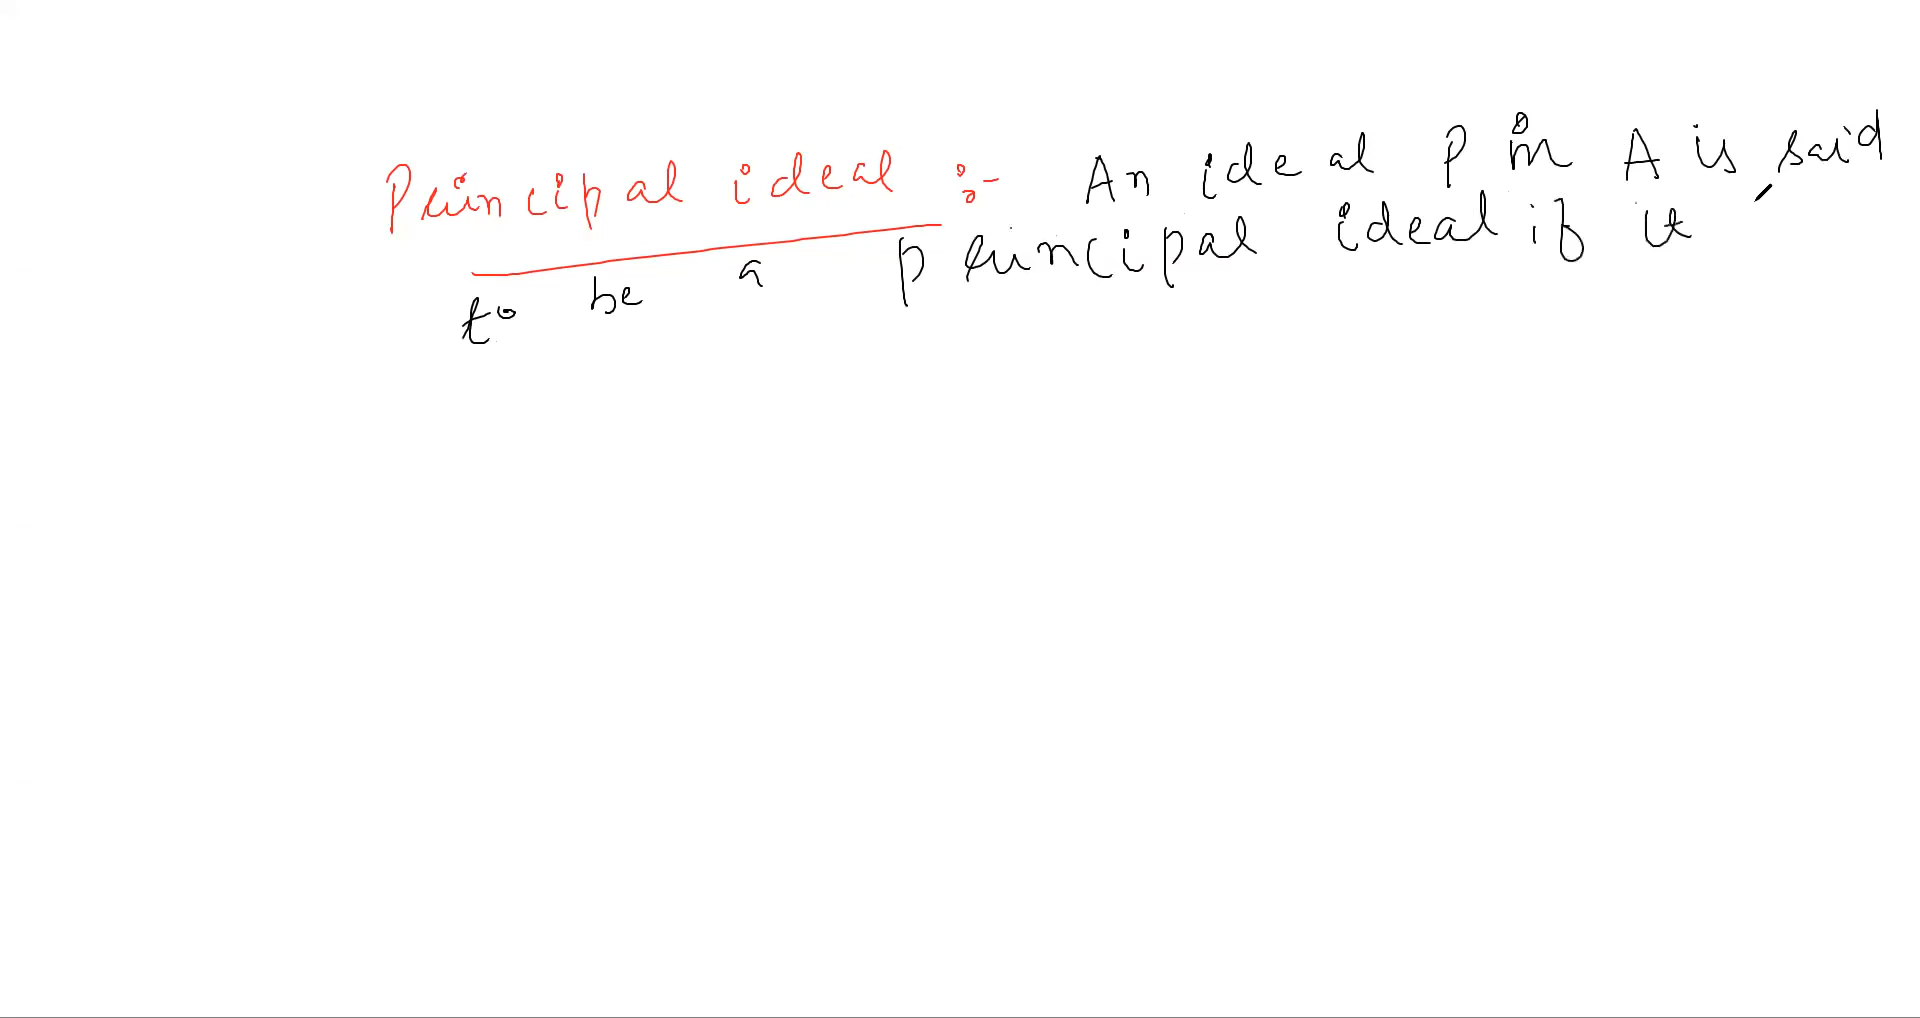 Principal ideal :- An ideal P in A is said
to be a principal ideal if it